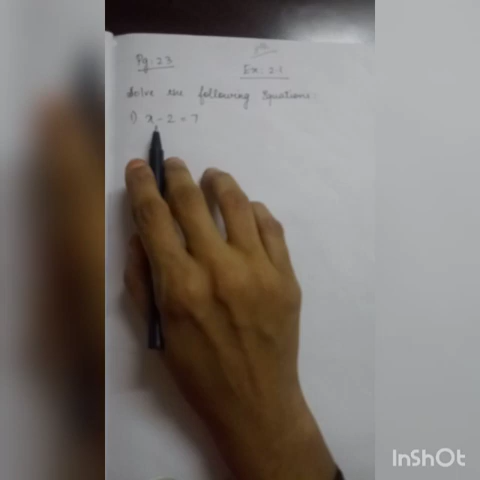 Pg: 23
Ex: 2.1
Solve the following Equations:
1) x - 2 = 7
InShOt